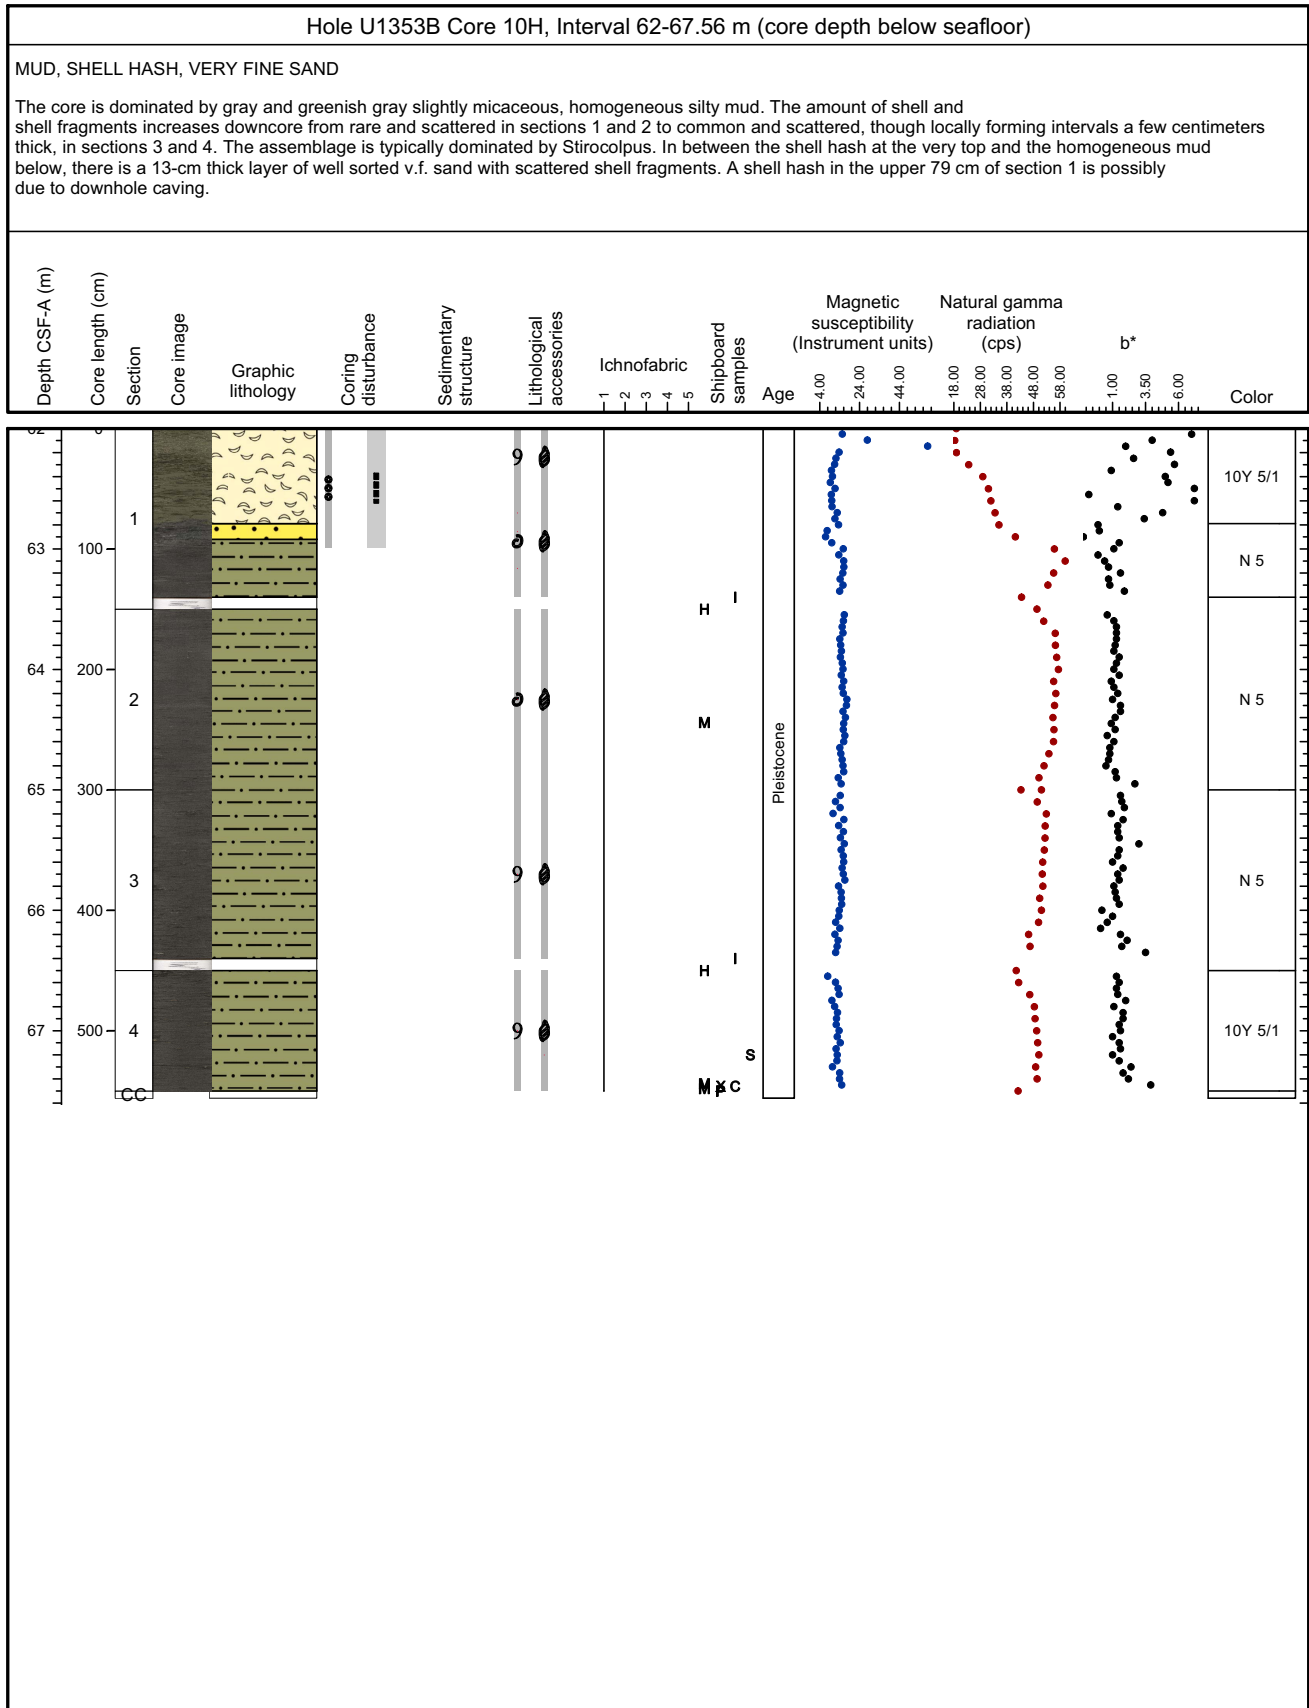 Hole U1353B Core 10H, Interval 62-67.56 m (core depth below seafloor)
MUD, SHELL HASH, VERY FINE SAND
The core is dominated by gray and greenish gray slightly micaceous, homogeneous silty mud. The amount of shell and
shell fragments increases downcore from rare and scattered in sections 1 and 2 to common and scattered, though locally forming intervals a few centimeters
thick, in sections 3 and 4. The assemblage is typically dominated by Stirocolpus. In between the shell hash at the very top and the homogeneous mud
below, there is a 13-cm thick layer of well sorted v.f. sand with scattered shell fragments. A shell hash in the upper 79 cm of section 1 is possibly
due to downhole caving.
Depth CSF-A (m)
Core length (cm)
Section
Core image
Graphic
lithology
Coring
disturbance
Sedimentary
structure
Lithological
accessories
Ichnofabric
1 2 3 4 5
Shipboard
samples
Age
Magnetic
susceptibility
(Instrument units)
4.00 24.00 44.00
Natural gamma
radiation
(cps)
18.00 28.00 38.00 48.00 58.00
b*
1.00 3.50 6.00
Color
62 0
1
10Y 5/1
63 100
N 5
I
H
64 200
2
N 5
M
Pleistocene
65 300
3
N 5
66 400
I
H
67 500
4
10Y 5/1
S
M X C
M P
CC